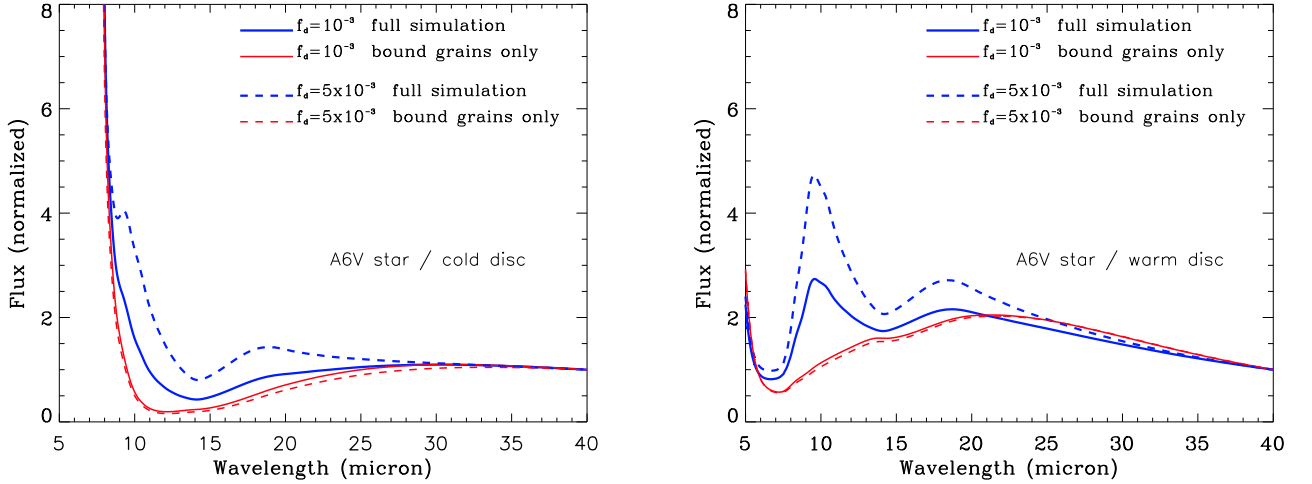 8
6
4
2
0
Flux (normalized)
f_d=10⁻³ full simulation
f_d=10⁻³ bound grains only
f_d=5x10⁻³ full simulation
f_d=5x10⁻³ bound grains only
A6V star / cold disc
5 10 15 20 25 30 35 40
Wavelength (micron)
8
6
4
2
0
Flux (normalized)
f_d=10⁻³ full simulation
f_d=10⁻³ bound grains only
f_d=5x10⁻³ full simulation
f_d=5x10⁻³ bound grains only
A6V star / warm disc
5 10 15 20 25 30 35 40
Wavelength (micron)